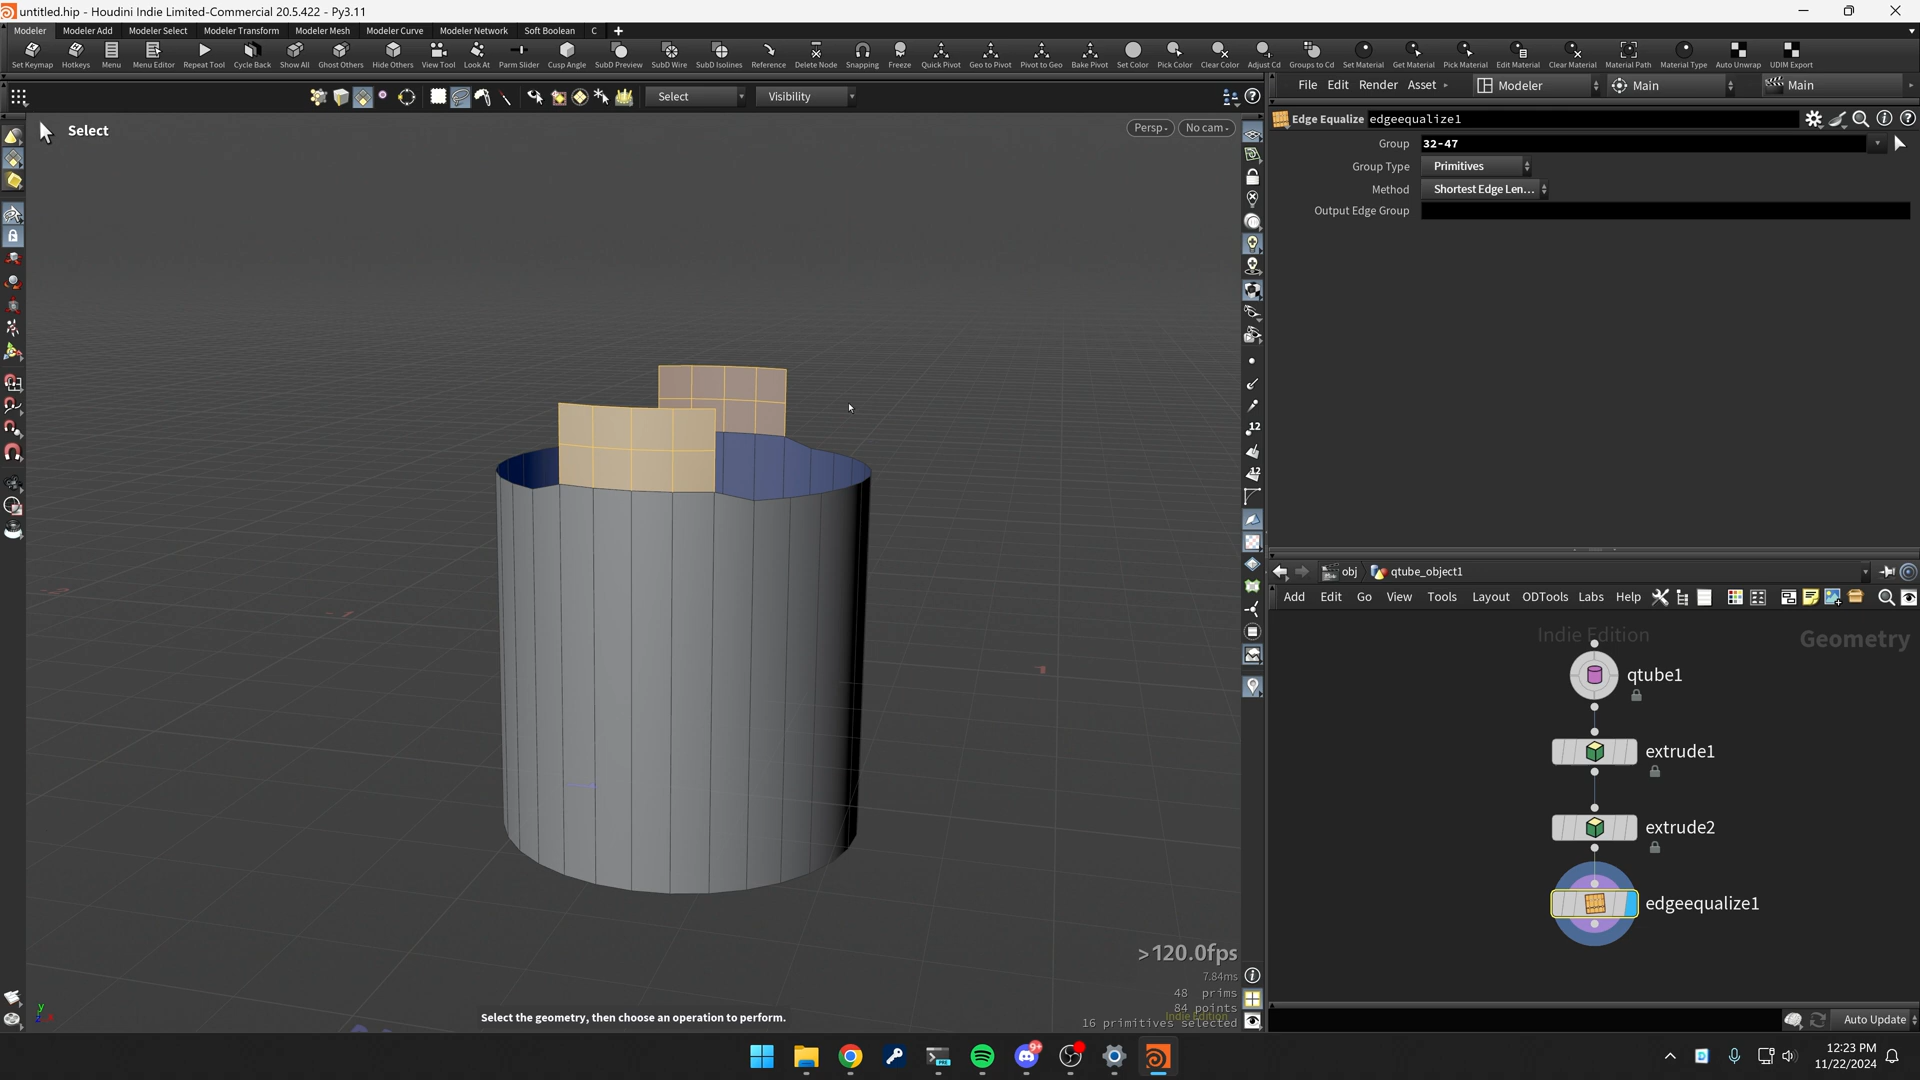 untitled.hip - Houdini Indie Limited-Commercial 20.5.422 - Py3.11
Modeler Modeler Add Modeler Select Modeler Transform Modeler Mesh Modeler Curve Modeler Network Soft Boolean C
Set Keymap Hotkeys Menu Menu Editor Repeat Tool Cycle Back Show All Ghost Others Hide Others View Tool Look At Parm Slider Cusp Angle SubD Preview SubD Wire SubD Isolines Reference Delete Node Snapping Freeze Quick Pivot Geo to Pivot Pivot to Geo Bake Pivot Set Color Pick Color Clear Color Adjust Cd Groups to Cd Set Material Get Material Pick Material Edit Material Clear Material Material Path Material Type Auto Unwrap UDIM Export
Select Visibility
File Edit Render Asset Modeler Main Main
Select
Persp No cam
Edge Equalize edgeequalize1
Group 32-47
Group Type Primitives
Method Shortest Edge Len...
Output Edge Group
12
12
obj qtube_object1
Add Edit Go View Tools Layout ODTools Labs Help
Indie Edition Geometry
qtube1
extrude1
extrude2
edgeequalize1
>120.0fps
7.84ms
48 prims
84 points
Indie Edition
16 primitives selected
Select the geometry, then choose an operation to perform.
Auto Update
9+
PRE
12:23 PM
11/22/2024